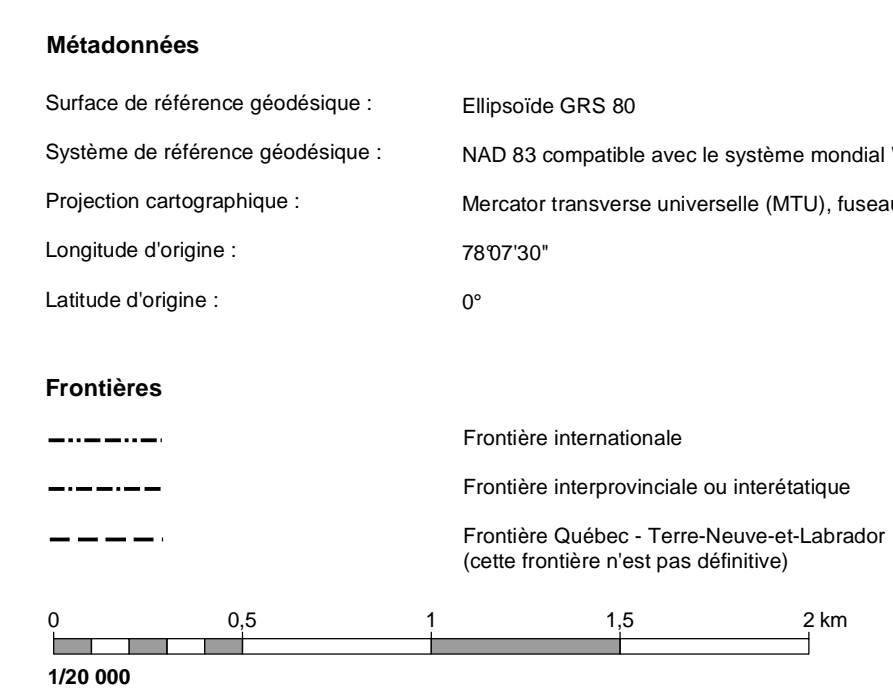 Métadonnées
Surface de référence géodésique : Ellipsoïde GRS 80
Système de référence géodésique : NAD 83 compatible avec le système mondial
Projection cartographique : Mercator transverse universelle (MTU), fuseau
Longitude d'origine : 78°07'30"
Latitude d'origine : 0°
Frontières
Frontière internationale
Frontière interprovinciale ou interétatique
Frontière Québec - Terre-Neuve-et-Labrador
(cette frontière n'est pas définitive)
0 0,5 1 1,5 2 km
1/20 000